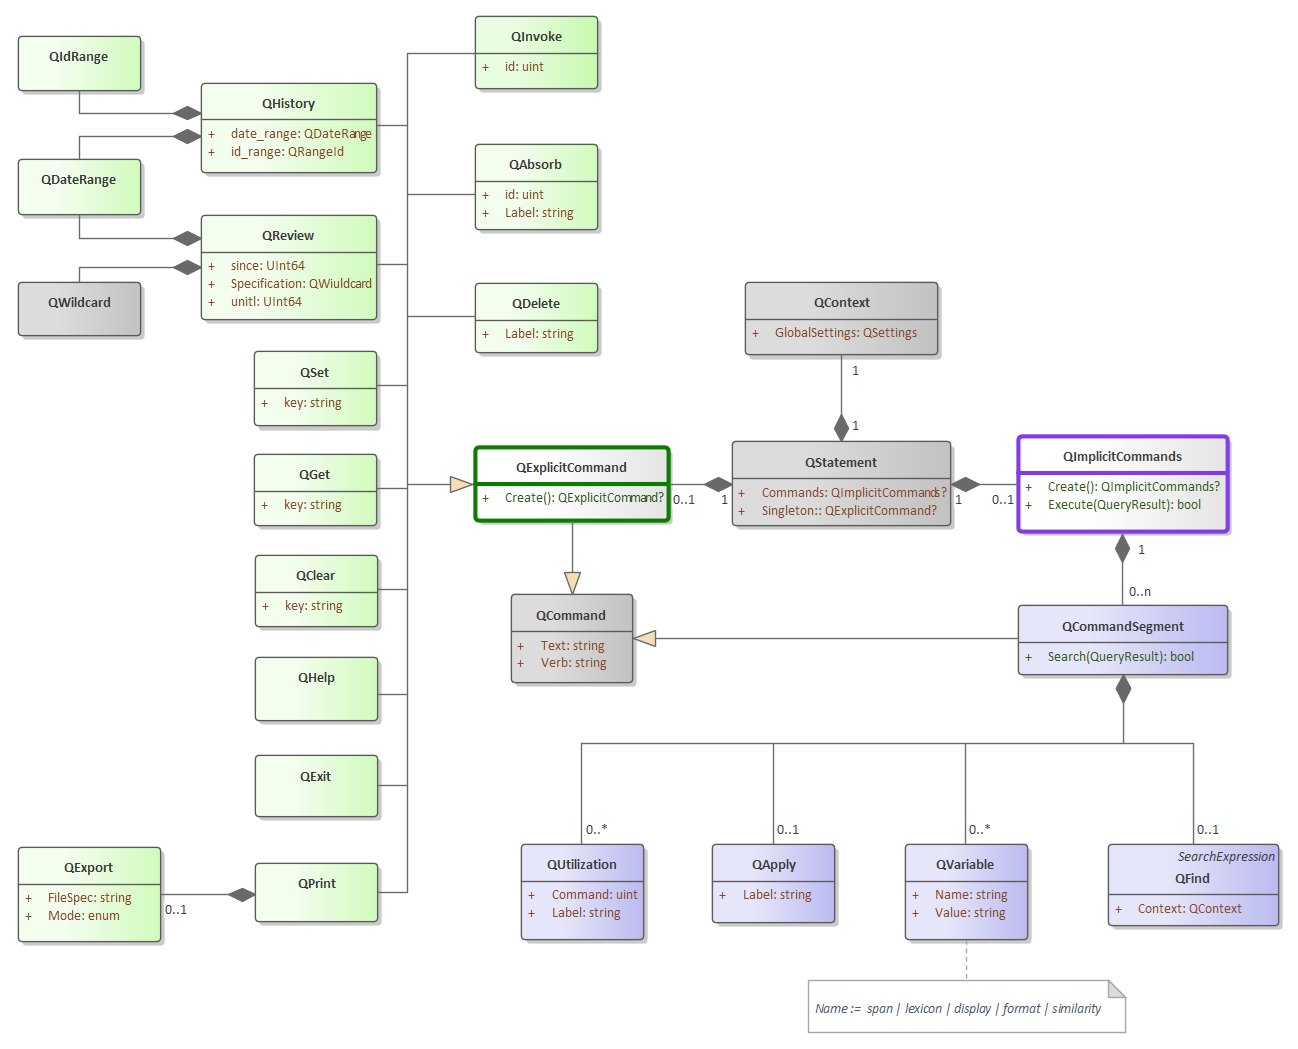 QIdRange
QHistory
+ date_range: QDateRange
+ id_range: QRangeId
QDateRange
QReview
+ since: UInt64
+ Specification: QWiuldcard
+ unitl: UInt64
QWildcard
QSet
+ key: string
QGet
+ key: string
QClear
+ key: string
QHelp
QExit
QExport
+ FileSpec: string
+ Mode: enum
0..1
QPrint
QInvoke
+ id: uint
QAbsorb
+ id: uint
+ Label: string
QDelete
+ Label: string
QContext
+ GlobalSettings: QSettings
1
1
QExplicitCommand
+ Create(): QExplicitCommand?
0..1
1
QStatement
+ Commands: QImplicitCommands?
+ Singleton:: QExplicitCommand?
1
0..1
QImplicitCommands
+ Create(): QImplicitCommands?
+ Execute(QueryResult): bool
1
0..n
QCommand
+ Text: string
+ Verb: string
QCommandSegment
+ Search(QueryResult): bool
0..*
0..1
0..*
0..1
QUtilization
+ Command: uint
+ Label: string
QApply
+ Label: string
QVariable
+ Name: string
+ Value: string
SearchExpression
QFind
+ Context: QContext
Name := span | lexicon | display | format | similarity